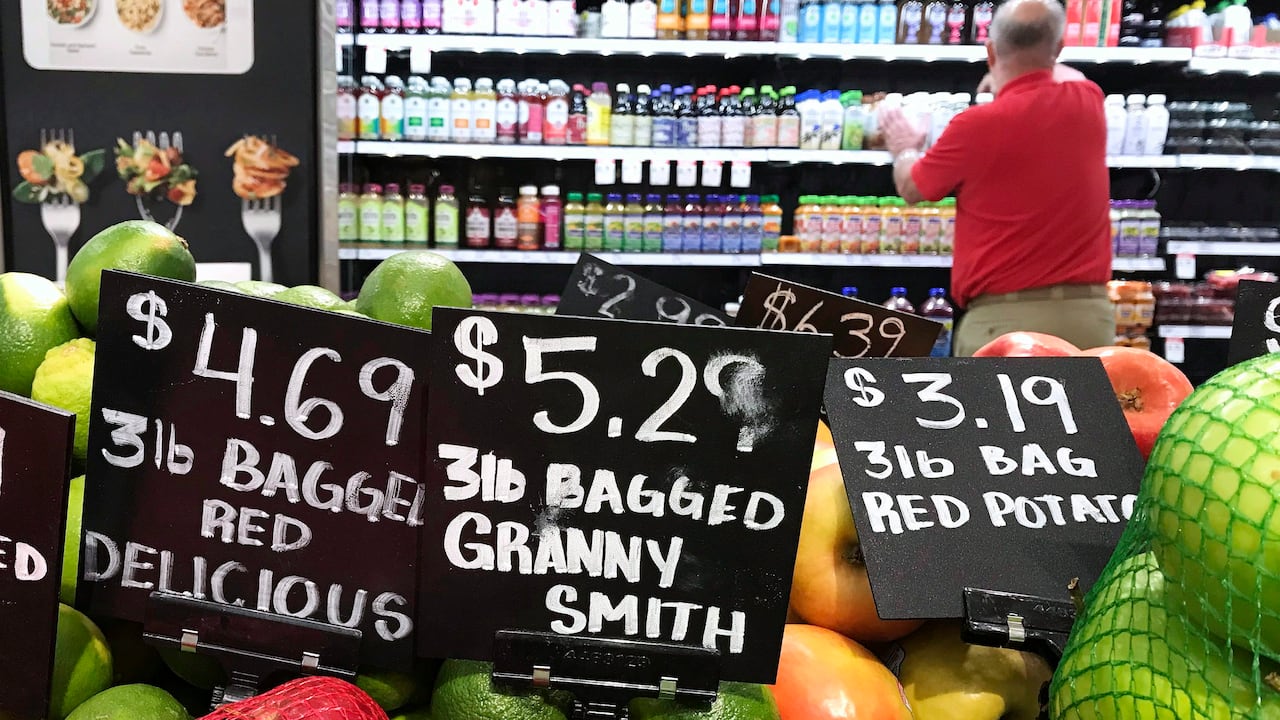 $2.99
$6.39
$4.69
3lb BAGGED
RED
DELICIOUS
$5.29
3lb BAGGED
GRANNY
SMITH
$3.19
3lb BAG
RED POTATO
ED